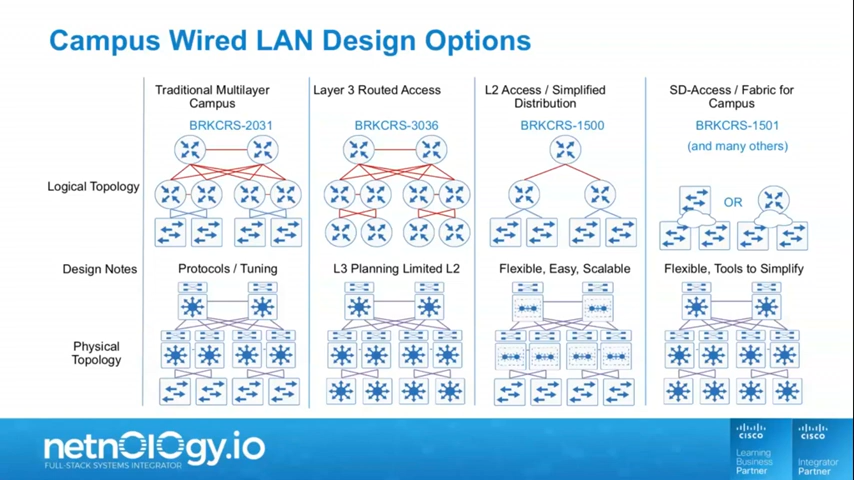 Campus Wired LAN Design Options
Traditional Multilayer
Campus
BRKCRS-2031
Layer 3 Routed Access
BRKCRS-3036
L2 Access / Simplified
Distribution
BRKCRS-1500
SD-Access / Fabric for
Campus
BRKCRS-1501
(and many others)
Logical Topology
OR
Design Notes
Protocols / Tuning
L3 Planning Limited L2
Flexible, Easy, Scalable
Flexible, Tools to Simplify
Physical
Topology
netnology.io
FULL-STACK SYSTEMS INTEGRATOR
CISCO
Learning
Business
Partner
CISCO
Integrator
Partner